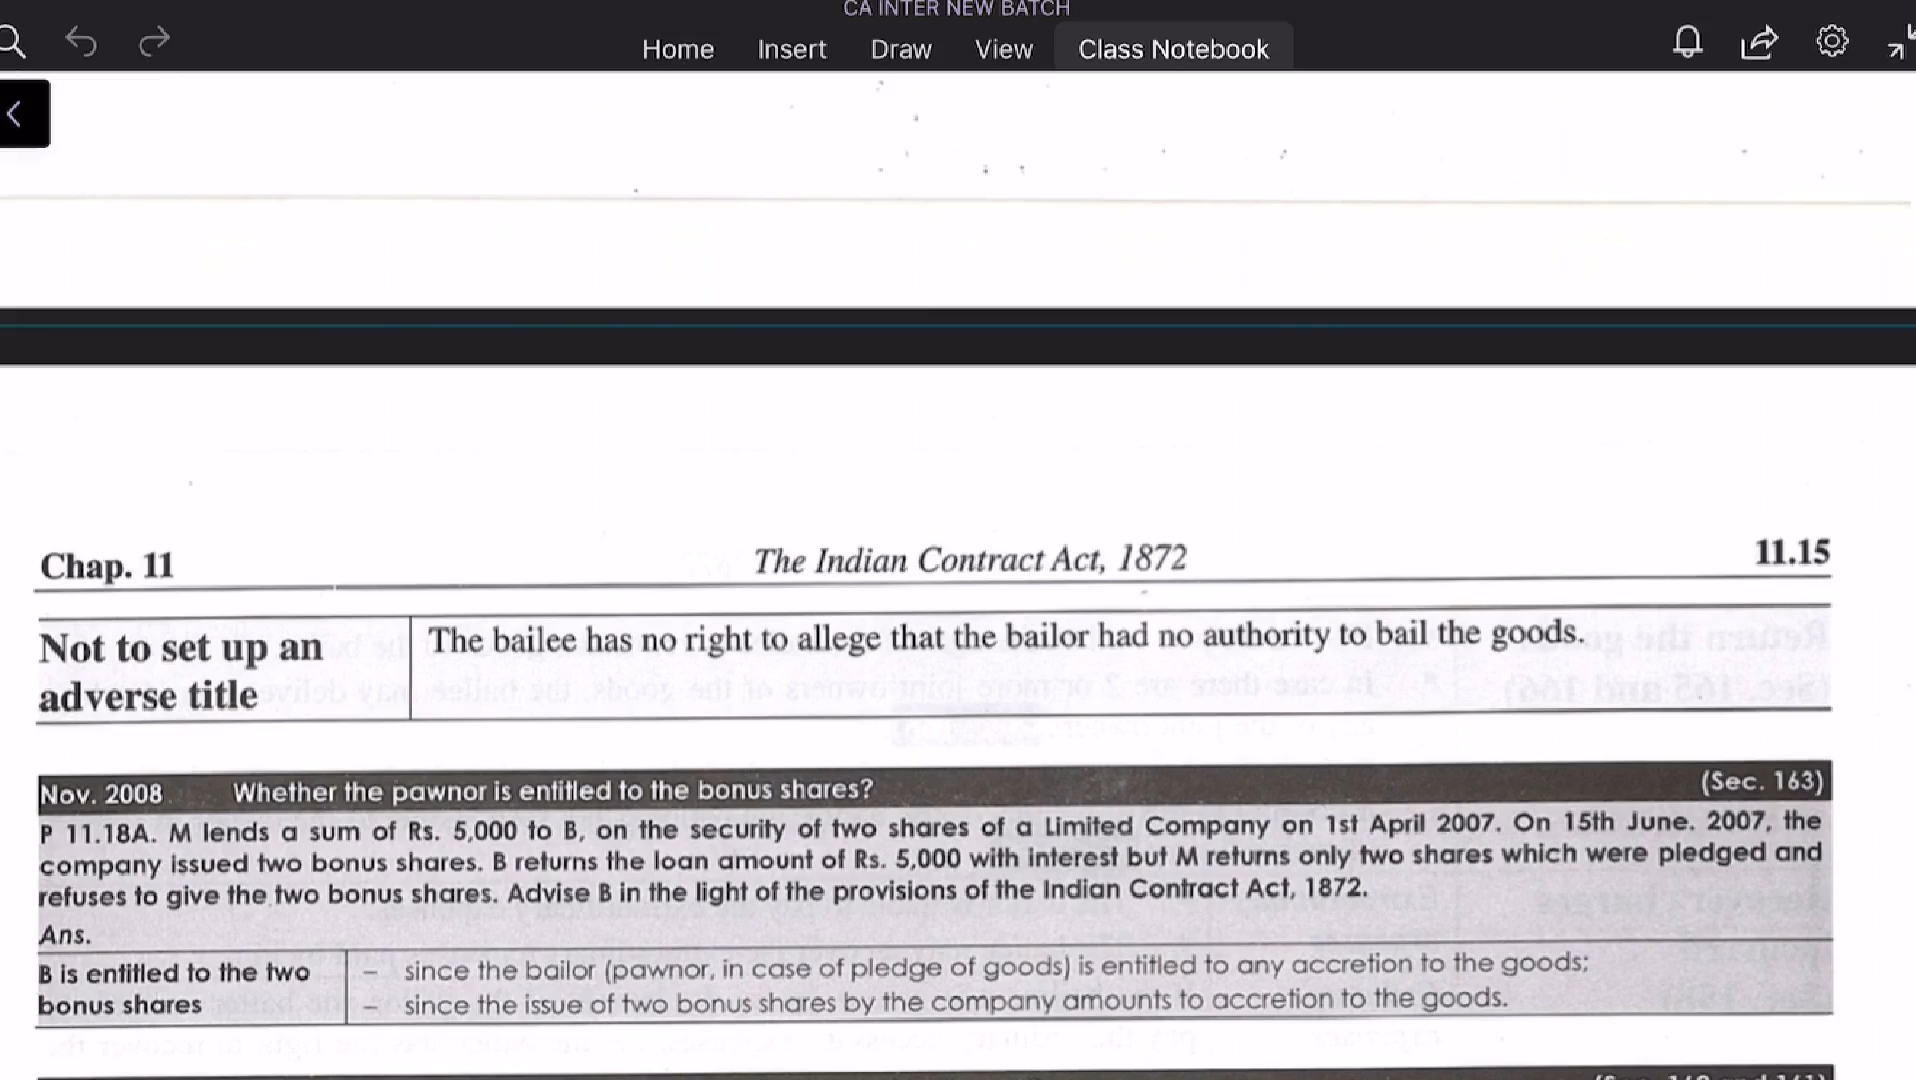 CA INTER NEW BATCH
Home Insert Draw View Class Notebook
Chap. 11 The Indian Contract Act, 1872 11.15
Not to set up an adverse title
The bailee has no right to allege that the bailor had no authority to bail the goods.
Nov. 2008 Whether the pawnor is entitled to the bonus shares? (Sec. 163)
P 11.18A. M lends a sum of Rs. 5,000 to B, on the security of two shares of a Limited Company on 1st April 2007. On 15th June. 2007, the
company issued two bonus shares. B returns the loan amount of Rs. 5,000 with interest but M returns only two shares which were pledged and
refuses to give the two bonus shares. Advise B in the light of the provisions of the Indian Contract Act, 1872.
Ans.
B is entitled to the two
bonus shares
– since the bailor (pawnor, in case of pledge of goods) is entitled to any accretion to the goods;
– since the issue of two bonus shares by the company amounts to accretion to the goods.